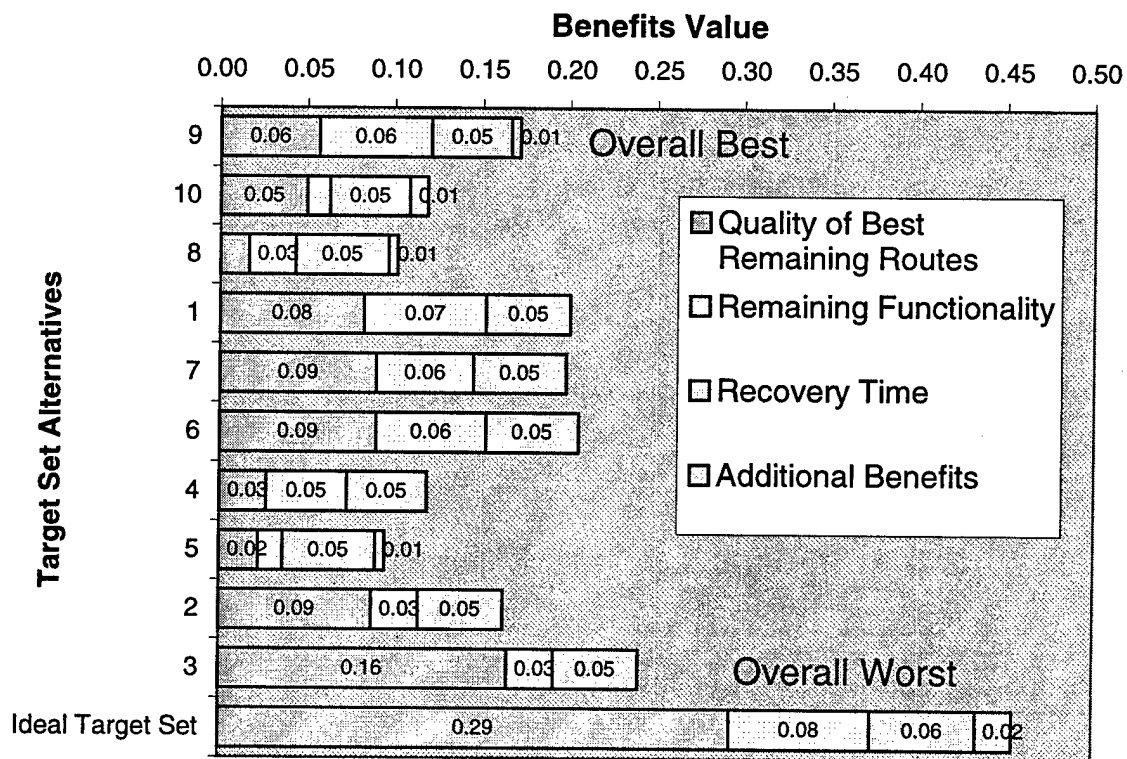 Benefits Value
0.00 0.05 0.10 0.15 0.20 0.25 0.30 0.35 0.40 0.45 0.50
Target Set Alternatives
9 0.06 0.06 0.05 0.01 Overall Best
10 0.05 0.05 0.01
8 0.03 0.05 0.01
1 0.08 0.07 0.05
7 0.09 0.06 0.05
6 0.09 0.06 0.05
4 0.03 0.05 0.05
5 0.02 0.05 0.01
2 0.09 0.03 0.05
3 0.16 0.03 0.05 Overall Worst
Ideal Target Set 0.29 0.08 0.06 0.02
Quality of Best
Remaining Routes
Remaining Functionality
Recovery Time
Additional Benefits